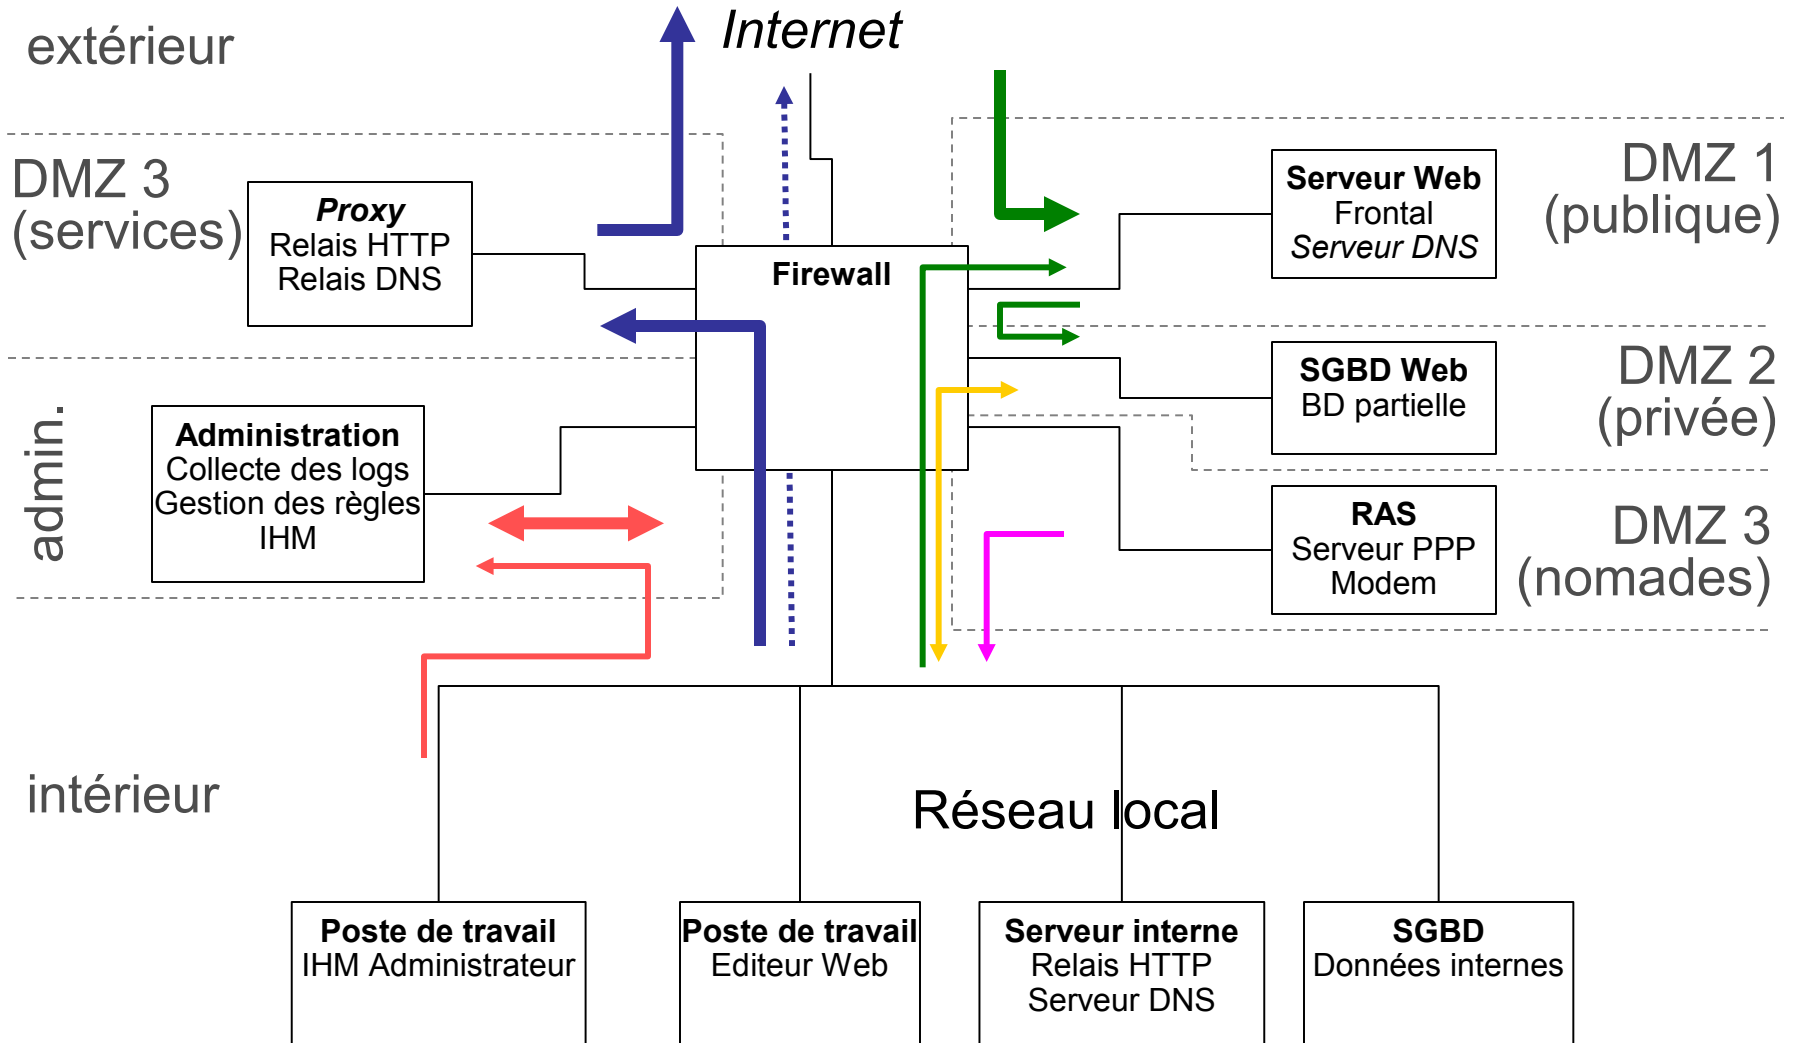 extérieur
Internet
DMZ 3
(services)
Proxy
Relais HTTP
Relais DNS
Firewall
Serveur Web
Frontal
Serveur DNS
DMZ 1
(publique)
SGBD Web
BD partielle
DMZ 2
(privée)
admin.
Administration
Collecte des logs
Gestion des règles
IHM
RAS
Serveur PPP
Modem
DMZ 3
(nomades)
intérieur
Réseau local
Poste de travail
IHM Administrateur
Poste de travail
Editeur Web
Serveur interne
Relais HTTP
Serveur DNS
SGBD
Données internes